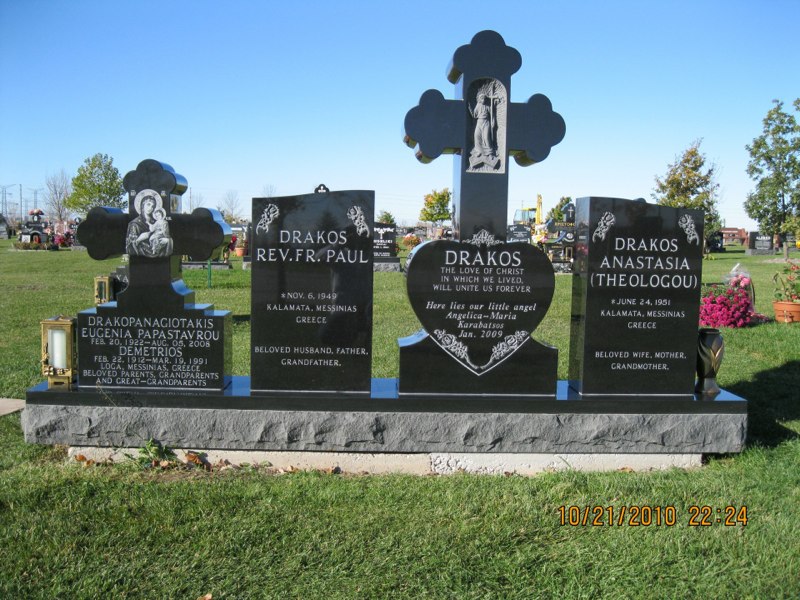 DRAKOPANAGIOTAKIS
EUGENIA PAPASTAVROU
FEB. 20, 1922-AUG. 05, 2008
DEMETRIOS
FEB. 22, 1912-MAR. 19, 1991
LOGA, MESSINIAS, GREECE
BELOVED PARENTS, GRANDPARENTS
AND GREAT-GRANDPARENTS
DRAKOS
REV. FR. PAUL
*NOV. 6, 1949
KALAMATA, MESSINIAS
GREECE
BELOVED HUSBAND, FATHER,
GRANDFATHER.
DRAKOS
THE LOVE OF CHRIST
IN WHICH WE LIVED,
WILL UNITE US FOREVER
Here lies our little angel
Angelica-Maria
Karabatsos
Jan. 2009
DRAKOS
ANASTASIA
(THEOLOGOU)
*JUNE 24, 1951
KALAMATA, MESSINIAS
GREECE
BELOVED WIFE, MOTHER,
GRANDMOTHER.
10/21/2010 22:24